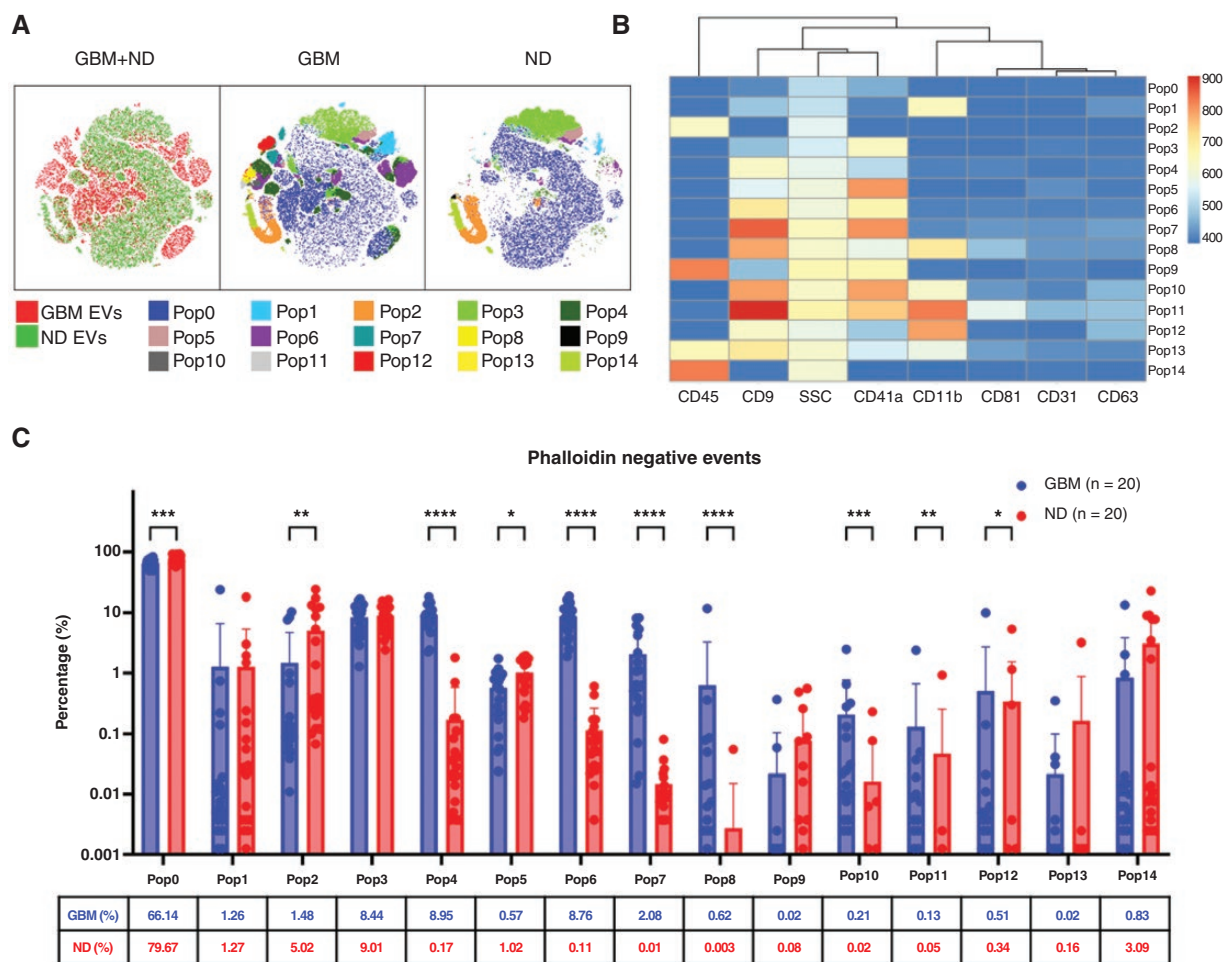 A
GBM+ND
GBM
ND
GBM EVs
ND EVs
Pop0
Pop1
Pop2
Pop3
Pop4
Pop5
Pop6
Pop7
Pop8
Pop9
Pop10
Pop11
Pop12
Pop13
Pop14
B
Pop0
Pop1
Pop2
Pop3
Pop4
Pop5
Pop6
Pop7
Pop8
Pop9
Pop10
Pop11
Pop12
Pop13
Pop14
900
800
700
600
500
400
CD45 CD9 SSC CD41a CD11b CD81 CD31 CD63
C
Phalloidin negative events
GBM (n = 20)
ND (n = 20)
*** ** **** * **** **** **** *** ** *
Percentage (%)
100
10
1
0.1
0.01
0.001
Pop0 Pop1 Pop2 Pop3 Pop4 Pop5 Pop6 Pop7 Pop8 Pop9 Pop10 Pop11 Pop12 Pop13 Pop14
GBM (%) 66.14 1.26 1.48 8.44 8.95 0.57 8.76 2.08 0.62 0.02 0.21 0.13 0.51 0.02 0.83
ND (%) 79.67 1.27 5.02 9.01 0.17 1.02 0.11 0.01 0.003 0.08 0.02 0.05 0.34 0.16 3.09